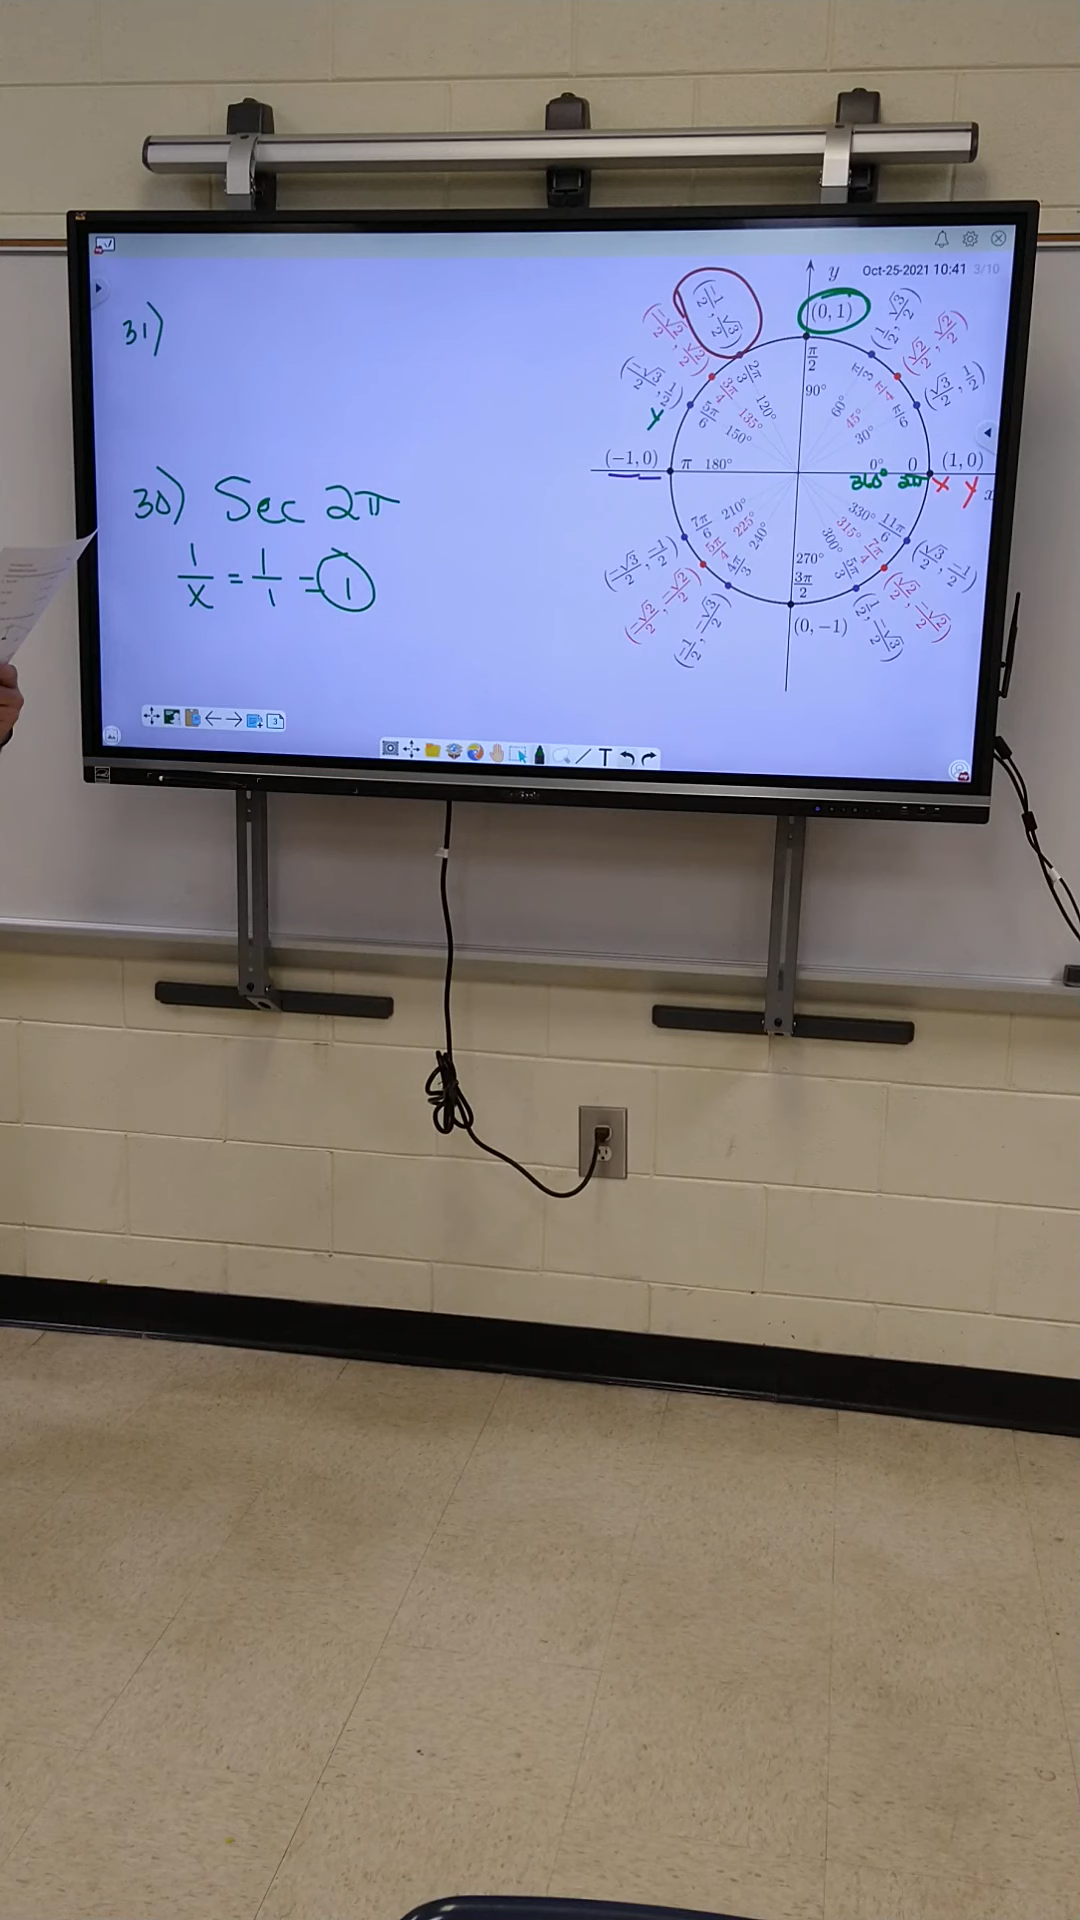 Oct-25-2021 10:41 3/10
31)
30) Sec 2π
1/x = 1/1 = 1
y
(0, 1)
π/2
90°
(1/2, √3/2)
π/3
60°
(√2/2, √2/2)
π/4
45°
(√3/2, 1/2)
π/6
30°
(-1/2, √3/2)
2π/3
120°
(-√2/2, √2/2)
3π/4
135°
(-√3/2, 1/2)
5π/6
150°
y
(−1, 0)
π 180°
0° 0 (1, 0)
360° 2π x y
x
7π/6
210°
(-√3/2, -1/2)
5π/4
225°
(-√2/2, -√2/2)
4π/3
240°
(-1/2, -√3/2)
270°
3π/2
(0, −1)
300°
5π/3
(1/2, -√3/2)
315°
7π/4
(√2/2, -√2/2)
330°
11π/6
(√3/2, -1/2)
3
T